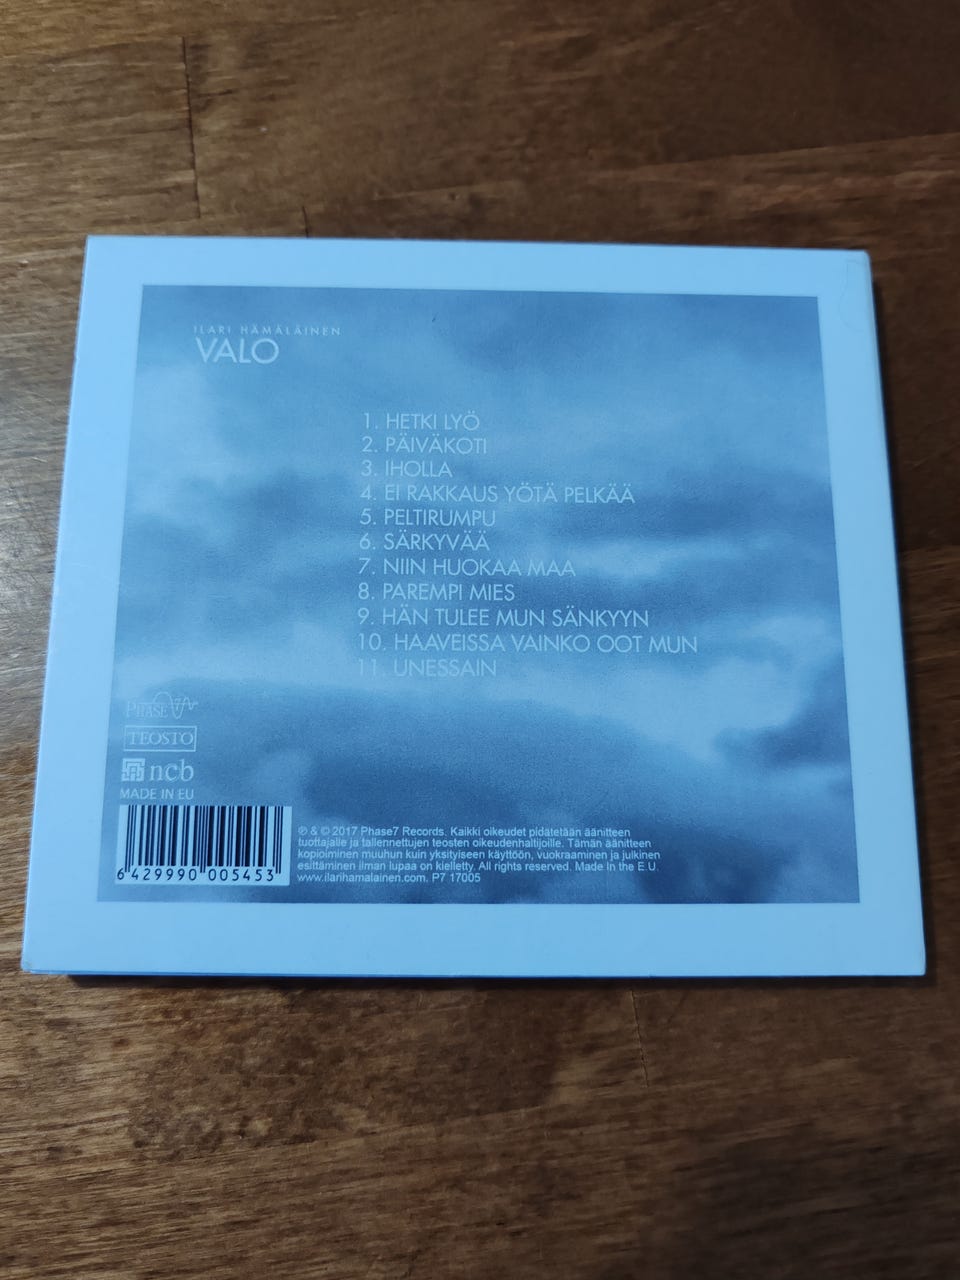 ILARI HÄMÄLÄINEN
VALO
1. HETKI LYÖ
2. PÄIVÄKOTI
3. IHOLLA
4. EI RAKKAUS YÖTÄ PELKÄÄ
5. PELTIRUMPU
6. SÄRKYVÄÄ
7. NIIN HUOKAA MAA
8. PAREMPI MIES
9. HÄN TULEE MUN SÄNKYYN
10. HAAVEISSA VAINKO OOT MUN
11. UNESSAIN
PHASE 7
TEOSTO
ncb
MADE IN EU
6 429990 005453
℗ & © 2017 Phase7 Records. Kaikki oikeudet pidätetään äänitteen
tuottajalle ja tallennettujen teosten oikeudenhaltijoille. Tämän äänitteen
kopioiminen muuhun kuin yksityiseen käyttöön, vuokraaminen ja julkinen
esittäminen ilman lupaa on kielletty. All rights reserved. Made In the E.U.
www.ilarihamalainen.com. P7 17005